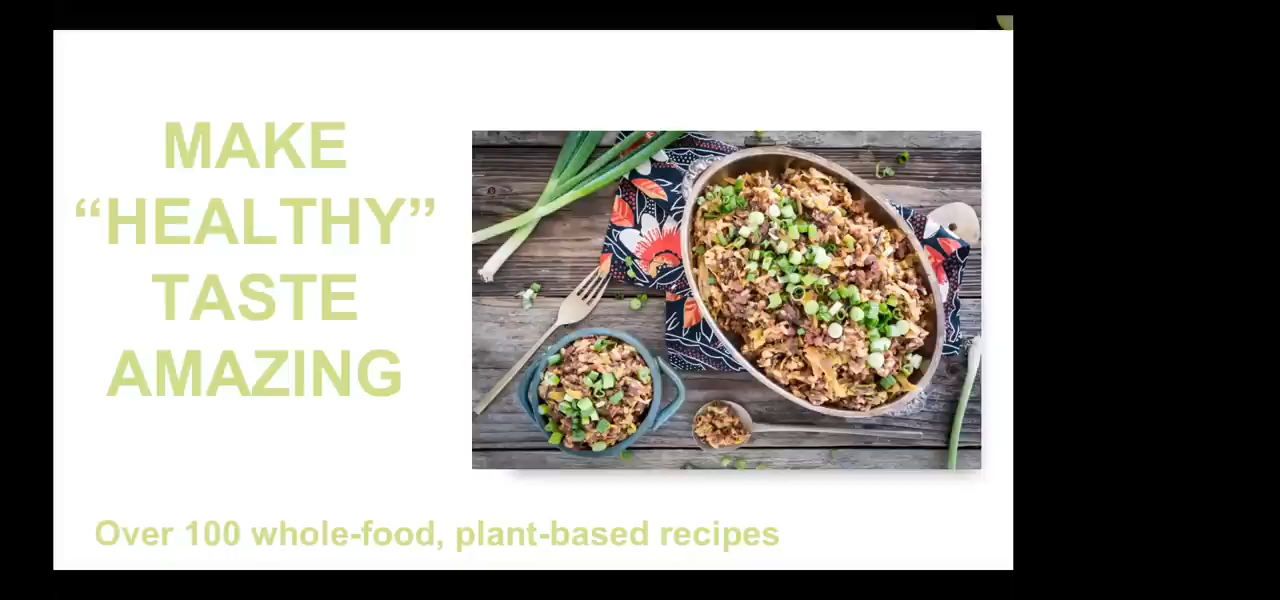 MAKE
“HEALTHY”
TASTE
AMAZING
Over 100 whole-food, plant-based recipes